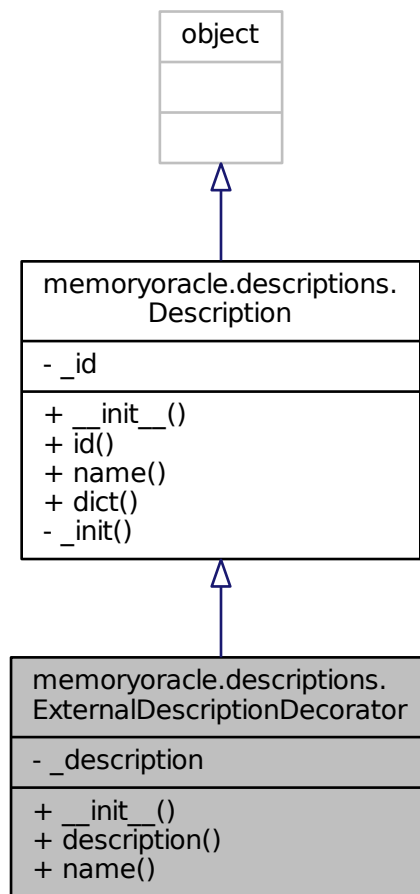 object
memoryoracle.descriptions.
Description
- _id
+ __init__()
+ id()
+ name()
+ dict()
- _init()
memoryoracle.descriptions.
ExternalDescriptionDecorator
- _description
+ __init__()
+ description()
+ name()